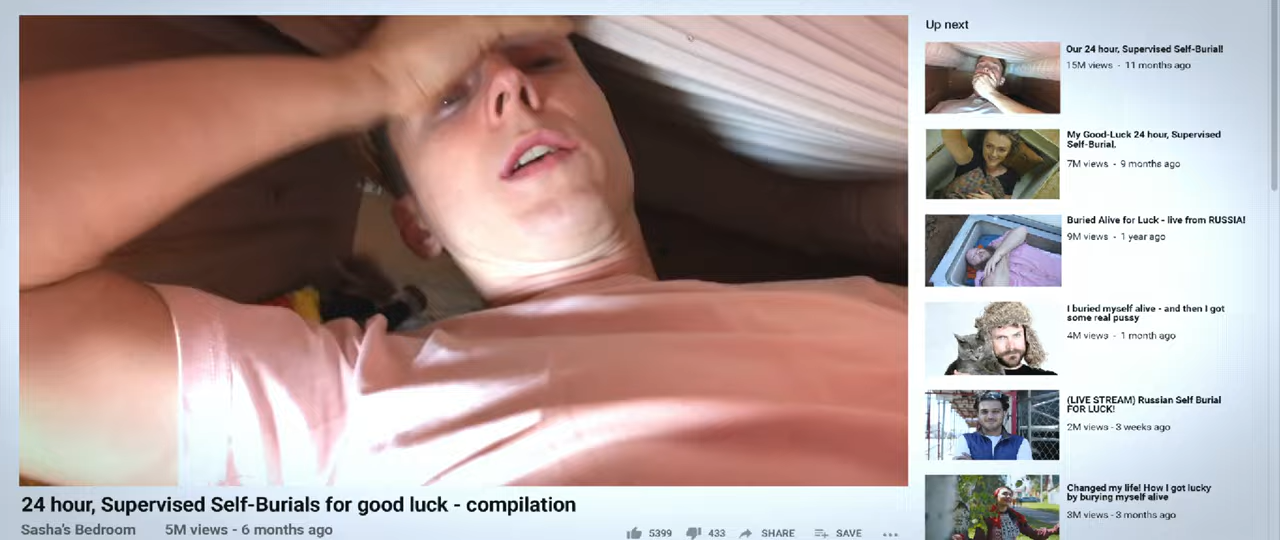 Up next
Our 24 hour, Supervised Self-Burial!
15M views - 11 months ago
My Good-Luck 24 hour, Supervised
Self-Burial.
7M views - 9 months ago
Buried Alive for Luck - live from RUSSIA!
9M views - 1 year ago
I buried myself alive - and then I got
some real pussy
4M views - 1 month ago
(LIVE STREAM) Russian Self Burial
FOR LUCK!
2M views - 3 weeks ago
Changed my life! How I got lucky
by burying myself alive
3M views - 3 months ago
24 hour, Supervised Self-Burials for good luck - compilation
Sasha's Bedroom 5M views - 6 months ago
5399 433 SHARE SAVE